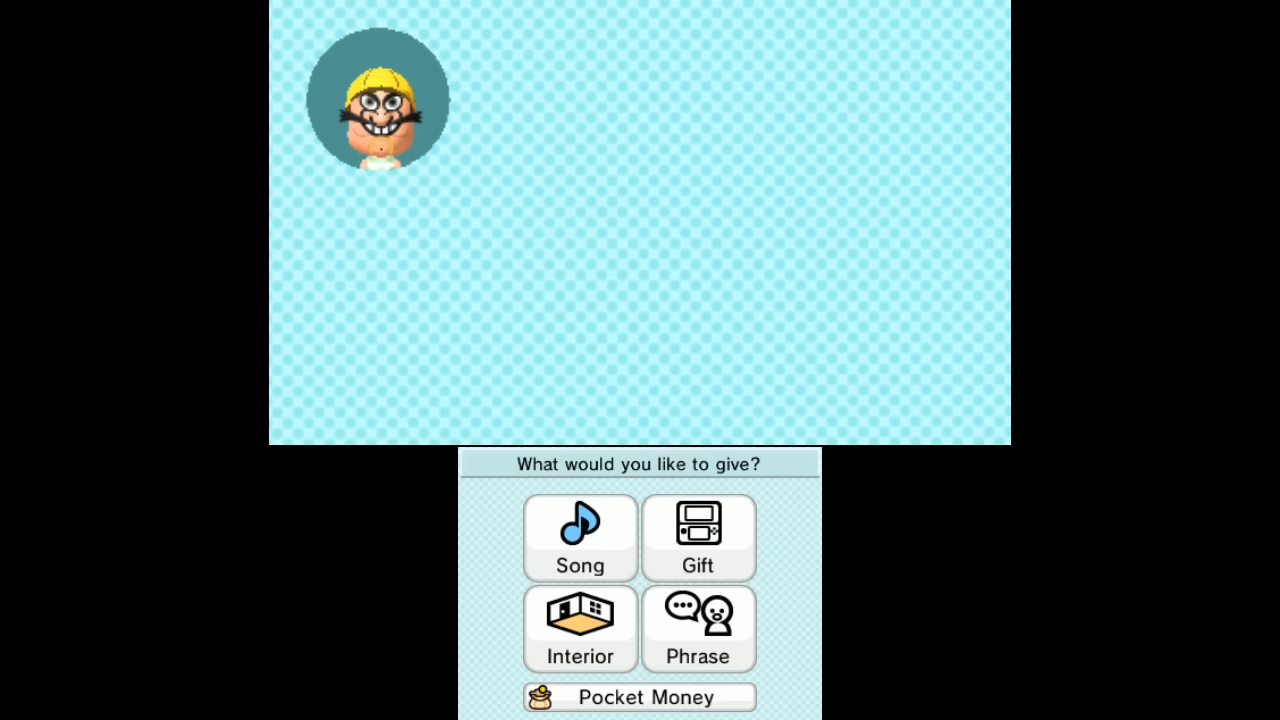 What would you like to give?
Song
Gift
Interior
Phrase
Pocket Money